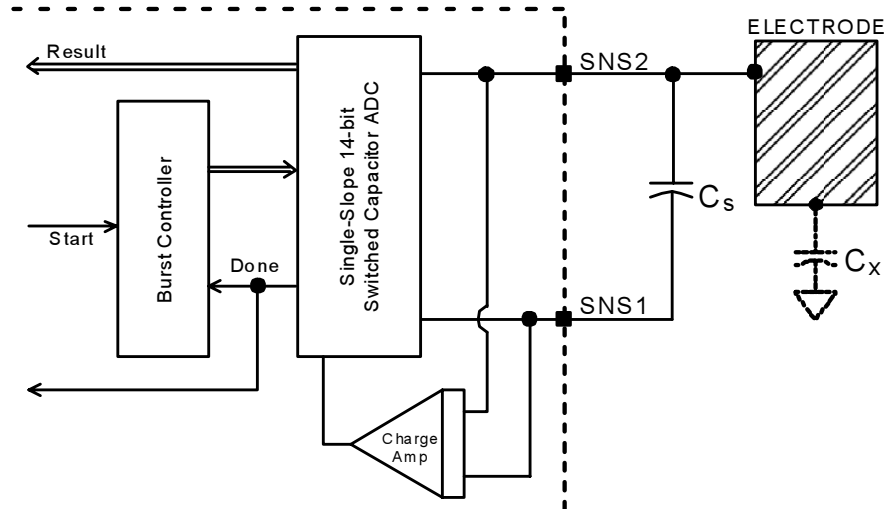 ELECTRODE
Result
SNS2
Single-Slope 14-bit
Switched Capacitor ADC
Burst Controller
Cs
Start
Done
Cx
SNS1
Charge
Amp